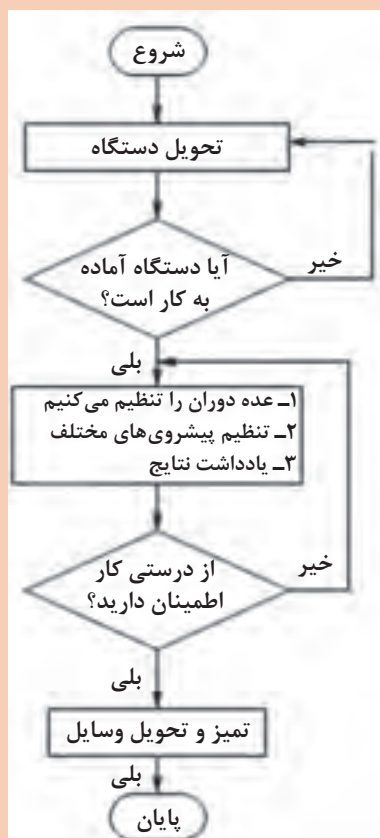 شروع
تحویل دستگاه
آیا دستگاه آماده
به کار است؟
خیر
بلی
۱ـ عده دوران را تنظیم می‌کنیم
۲ـ تنظیم پیشروی‌های مختلف
۳ـ یادداشت نتایج
از درستی کار
اطمینان دارید؟
خیر
بلی
تمیز و تحویل وسایل
بلی
پایان